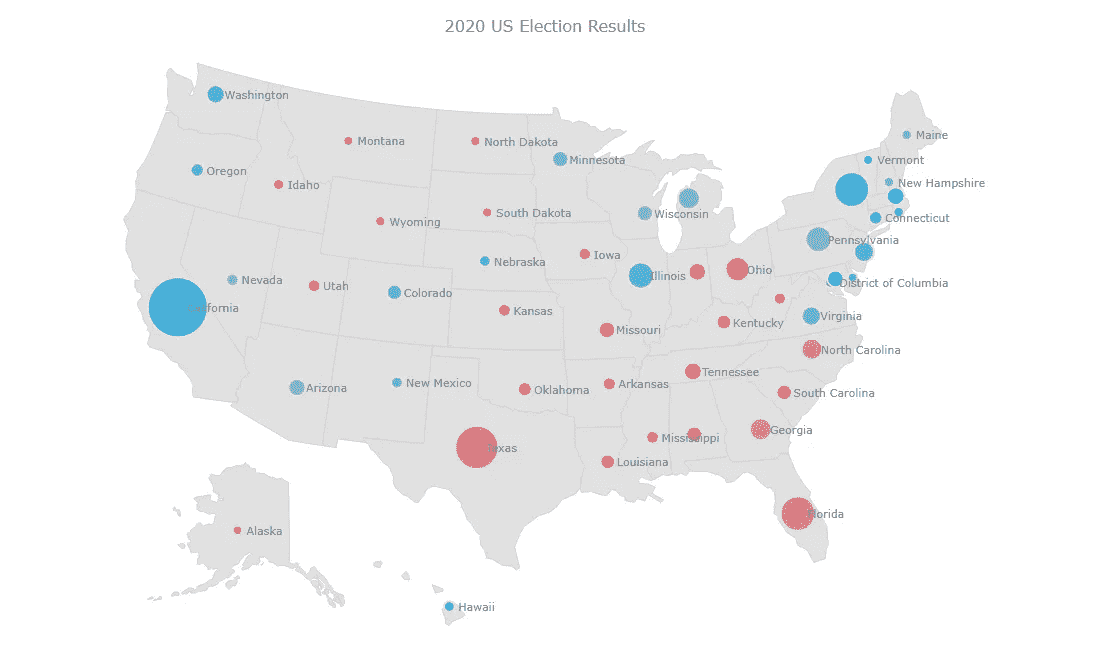 2020 US Election Results
Washington
Maine
Montana
North Dakota
Minnesota
Vermont
Oregon
Idaho
New Hampshire
South Dakota
Wisconsin
Connecticut
Wyoming
Pennsylvania
Iowa
Nebraska
Ohio
Illinois
Nevada
District of Columbia
Utah
Colorado
California
Kansas
Virginia
Kentucky
Missouri
North Carolina
Tennessee
New Mexico
Arkansas
Arizona
Oklahoma
South Carolina
Georgia
Mississippi
Texas
Louisiana
Florida
Alaska
Hawaii